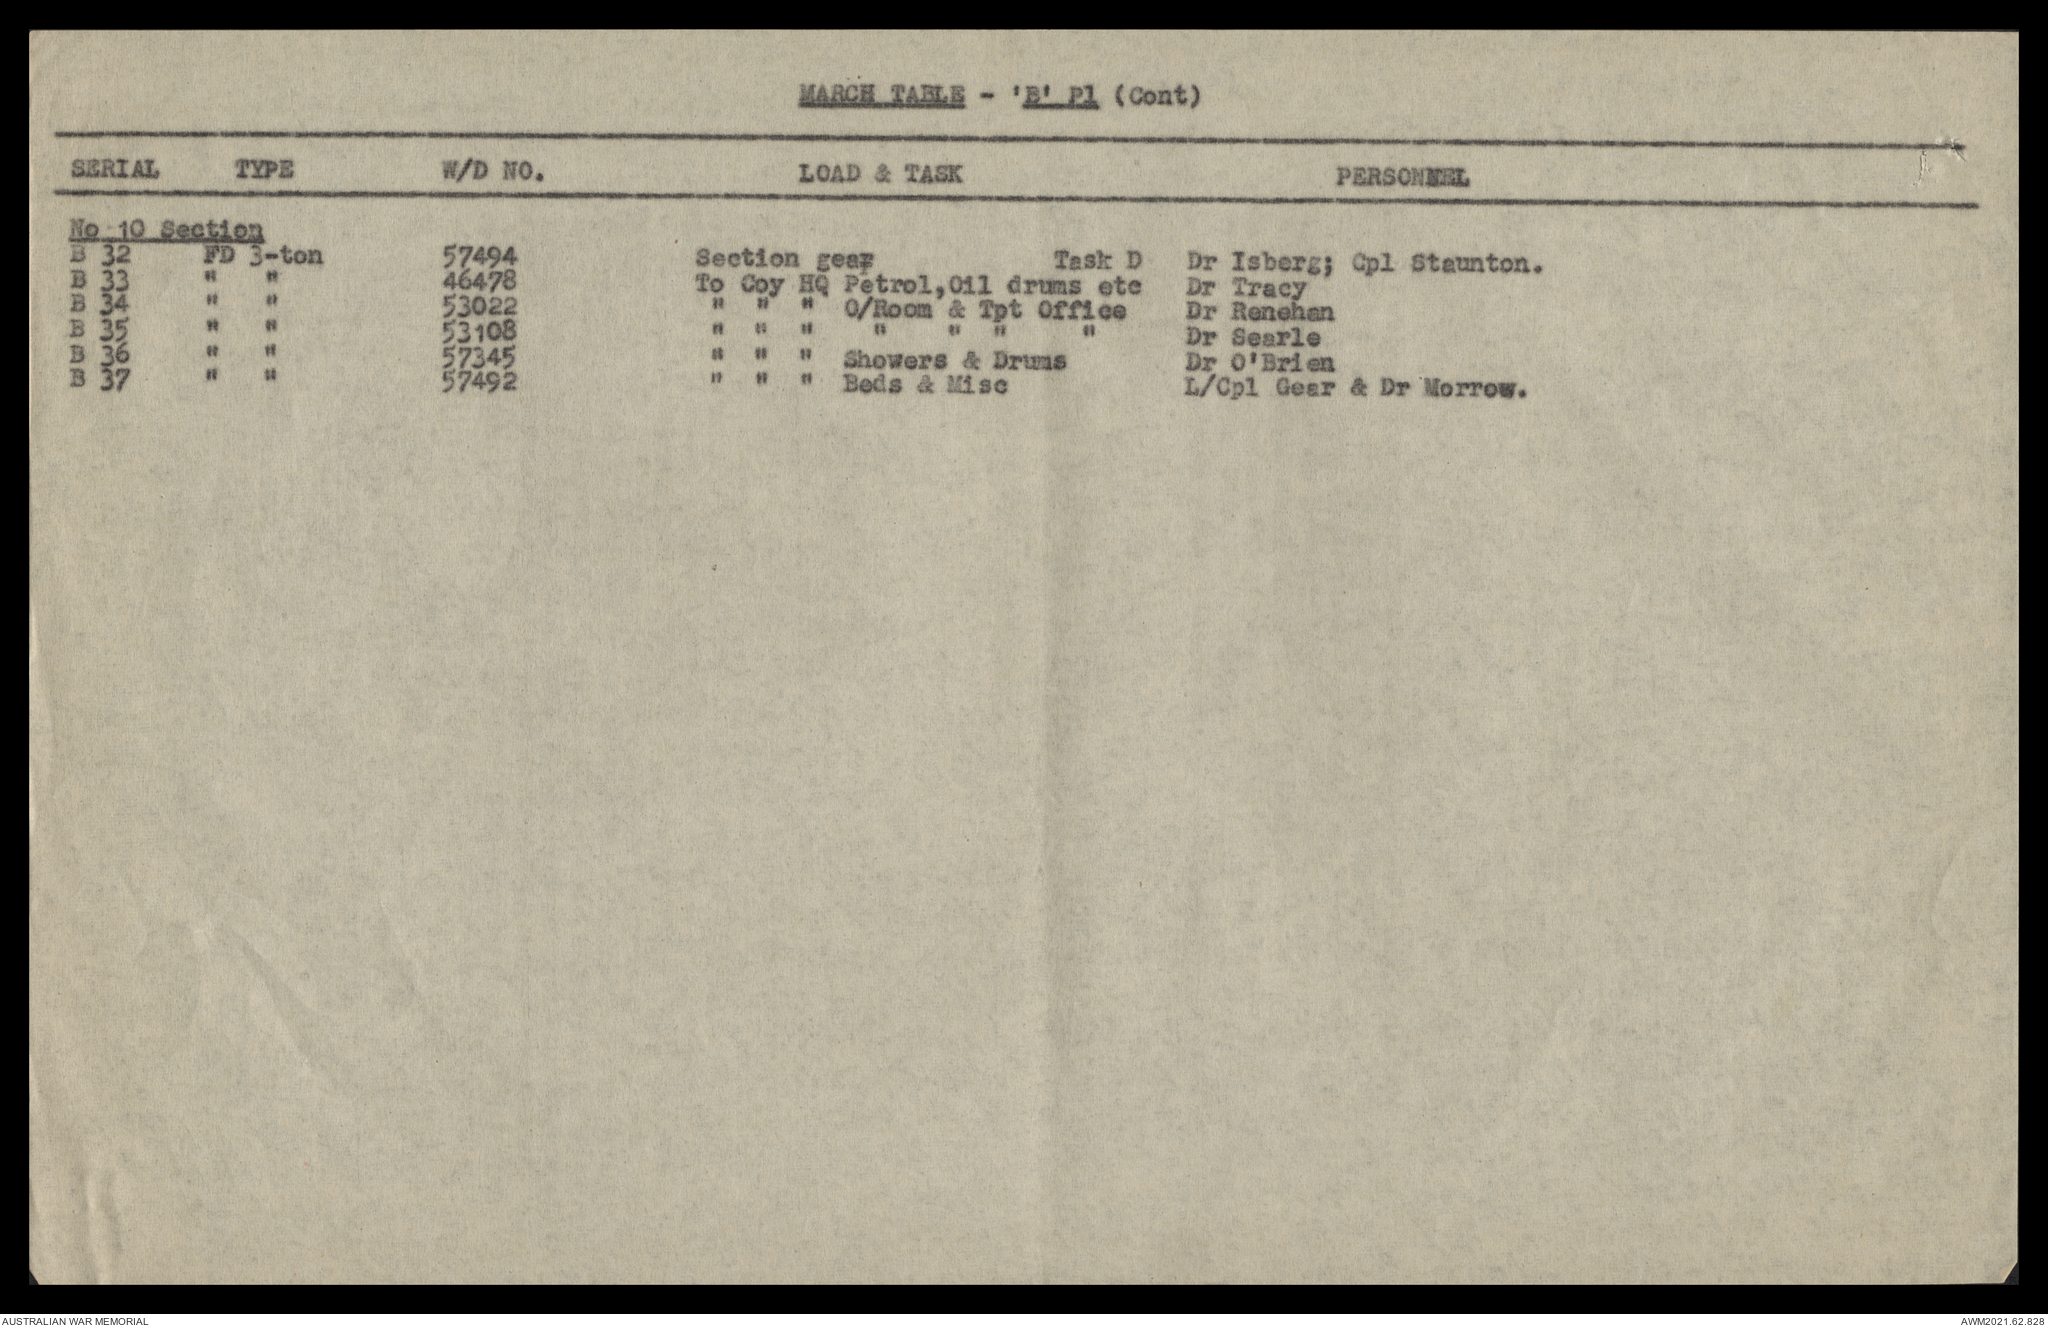 MARCH TABLE - 'B' Pl (Cont)
SERIAL TYPE W/D NO. LOAD & TASK PERSONNEL
No 10 Section
B 32 FD 3-ton 57494 Section gear Task D Dr Isberg; Cpl Staunton.
B 33 " " 46478 To Coy HQ Petrol,Oil drums etc Dr Tracy
B 34 " " 53022 " " " O/Room & Tpt Office Dr Renehan
B 35 " " 53108 " " " " " " " Dr Searle
B 36 " " 57345 " " " Showers & Drums Dr O'Brien
B 37 " " 57492 " " " Beds & Misc L/Cpl Gear & Dr Morrow.
AUSTRALIAN WAR MEMORIAL AWM2021.62.828